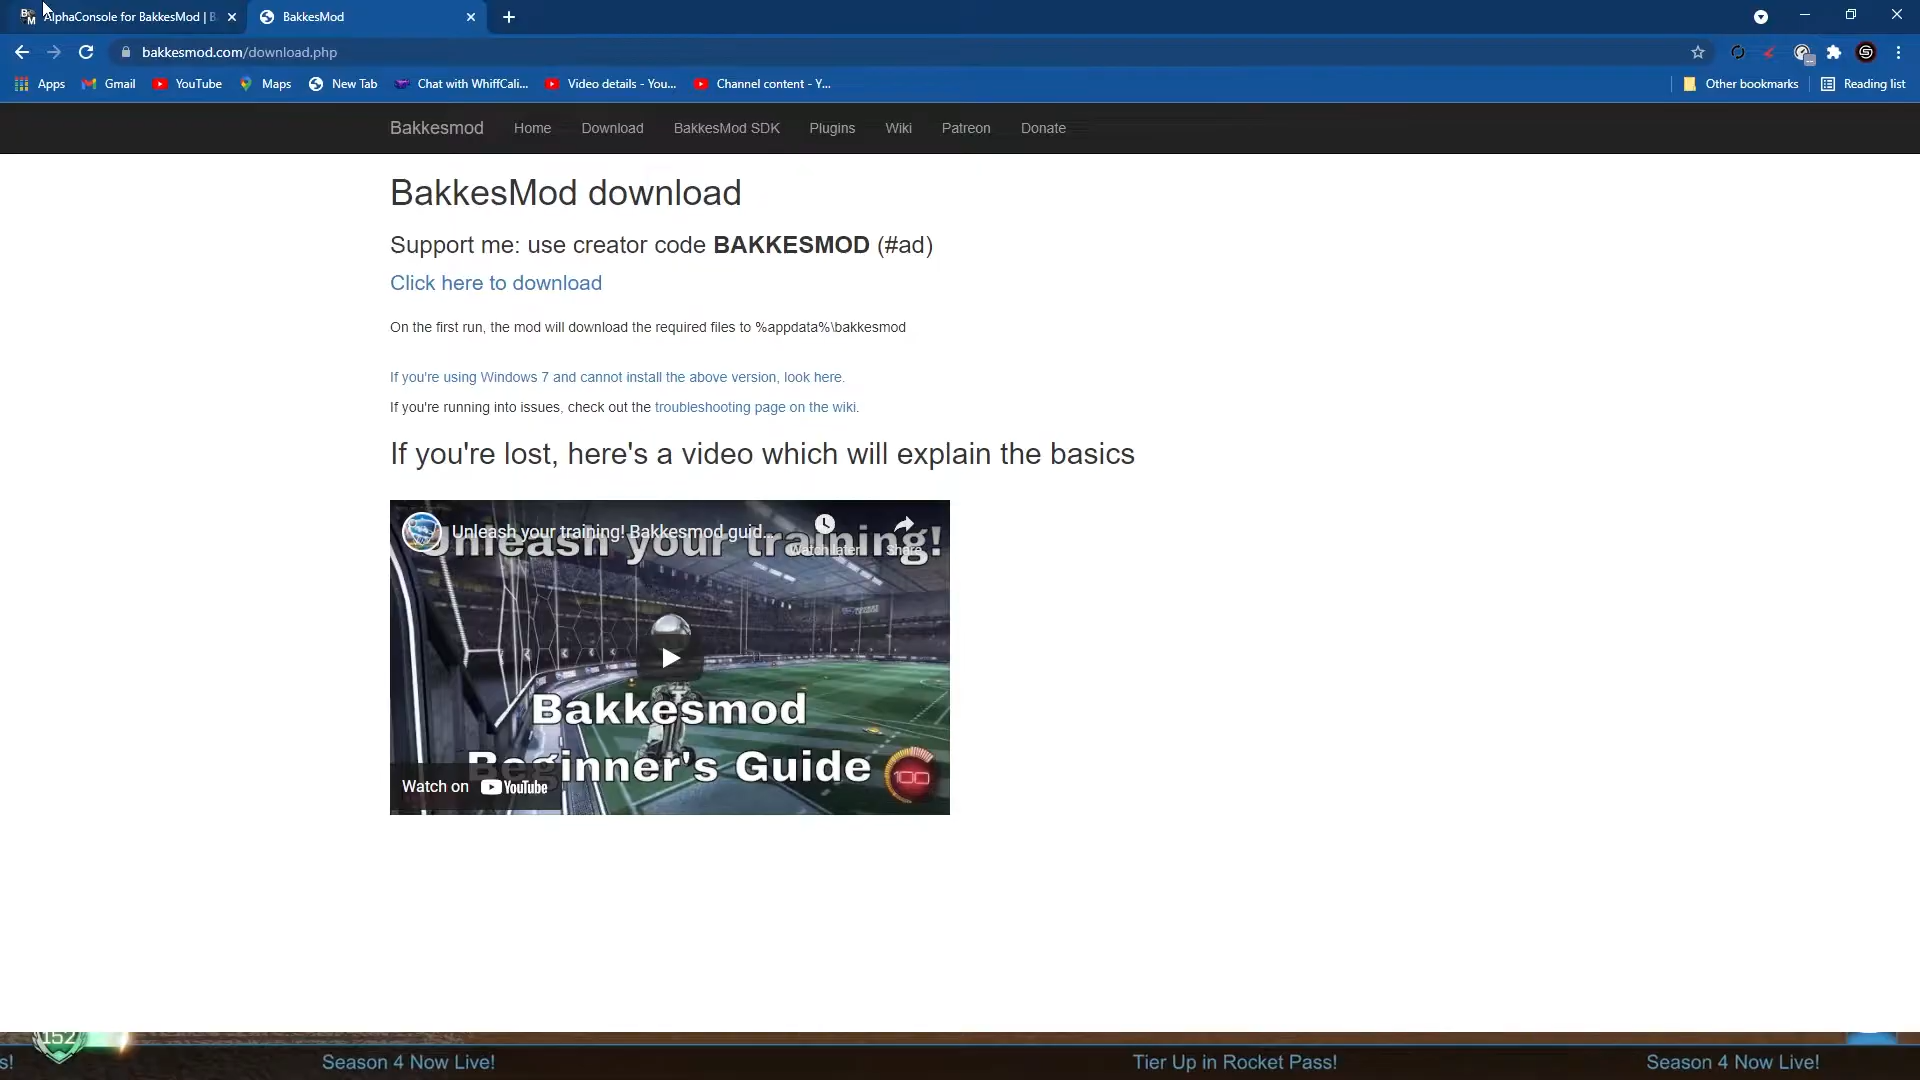 AlphaConsole for BakkesMod | B
BakkesMod
bakkesmod.com/download.php
Apps
Gmail
YouTube
Maps
New Tab
Chat with WhiffCali...
Video details - You...
Channel content - Y...
Other bookmarks
Reading list
Bakkesmod
Home
Download
BakkesMod SDK
Plugins
Wiki
Patreon
Donate
BakkesMod download
Support me: use creator code BAKKESMOD (#ad)
Click here to download
On the first run, the mod will download the required files to %appdata%\bakkesmod
If you're using Windows 7 and cannot install the above version, look here.
If you're running into issues, check out the troubleshooting page on the wiki.
If you're lost, here's a video which will explain the basics
Unleash your training! Bakkesmod guid...
Watch later
Share
Unleash your training!
Bakkesmod
Beginner's Guide
100
Watch on YouTube
152
s!
Season 4 Now Live!
Tier Up in Rocket Pass!
Season 4 Now Live!